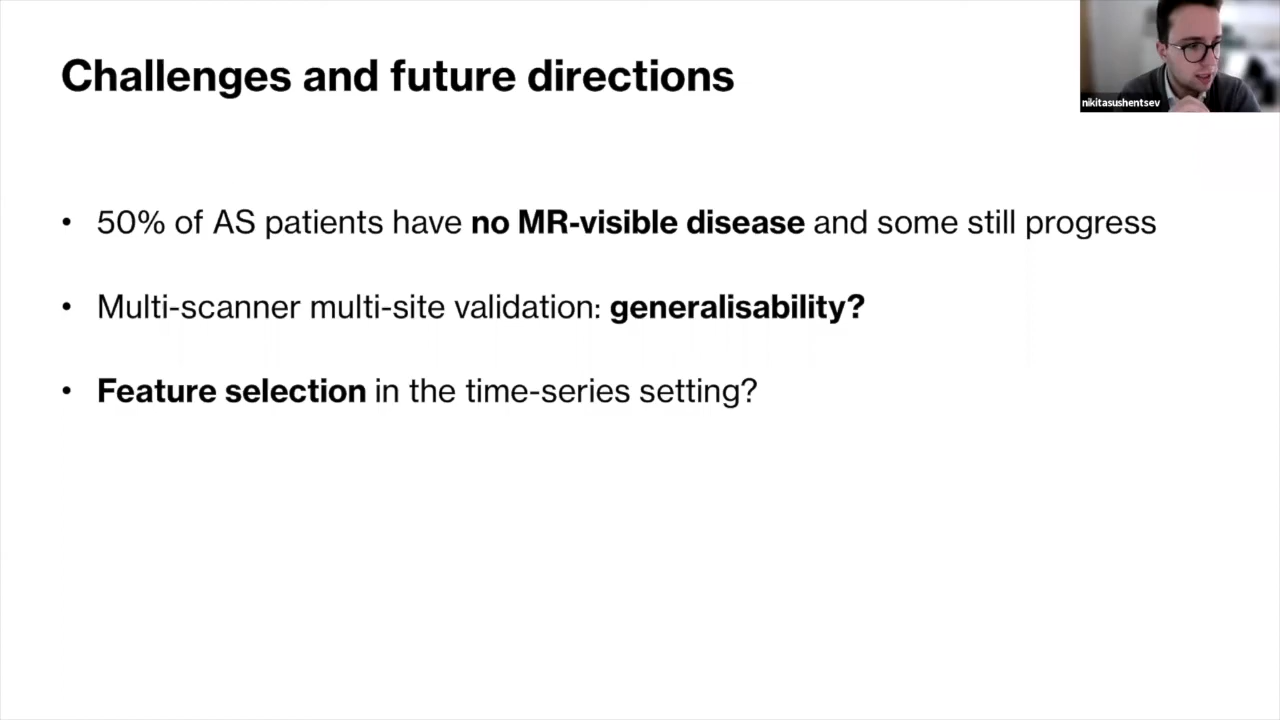 Challenges and future directions
nikitasushentsev
• 50% of AS patients have no MR-visible disease and some still progress
• Multi-scanner multi-site validation: generalisability?
• Feature selection in the time-series setting?